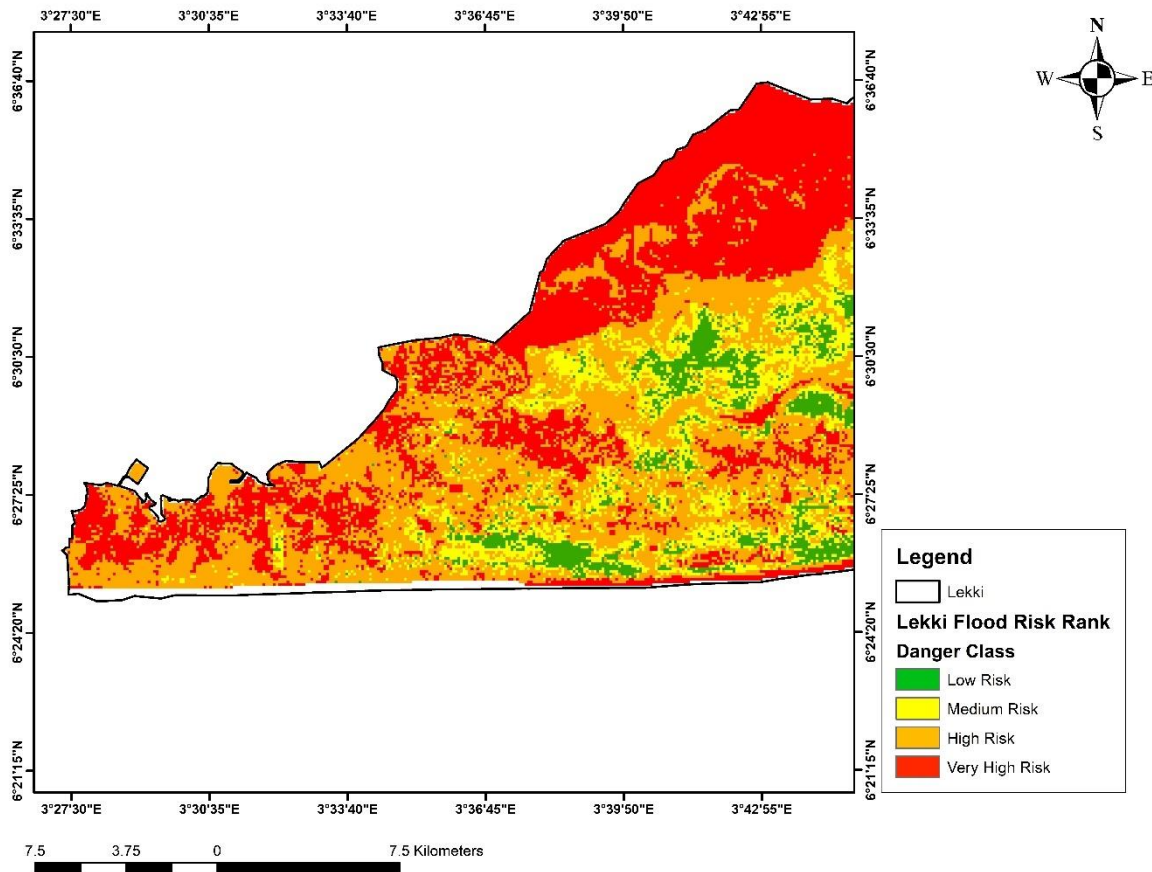 3°27'30"E 3°30'35"E 3°33'40"E 3°36'45"E 3°39'50"E 3°42'55"E
N
W E
S
6°36'40"N 6°36'40"N
6°33'35"N 6°33'35"N
6°30'30"N 6°30'30"N
6°27'25"N 6°27'25"N
6°24'20"N 6°24'20"N
6°21'15"N 6°21'15"N
3°27'30"E 3°30'35"E 3°33'40"E 3°36'45"E 3°39'50"E 3°42'55"E
Legend
Lekki
Lekki Flood Risk Rank
Danger Class
Low Risk
Medium Risk
High Risk
Very High Risk
7.5 3.75 0 7.5 Kilometers